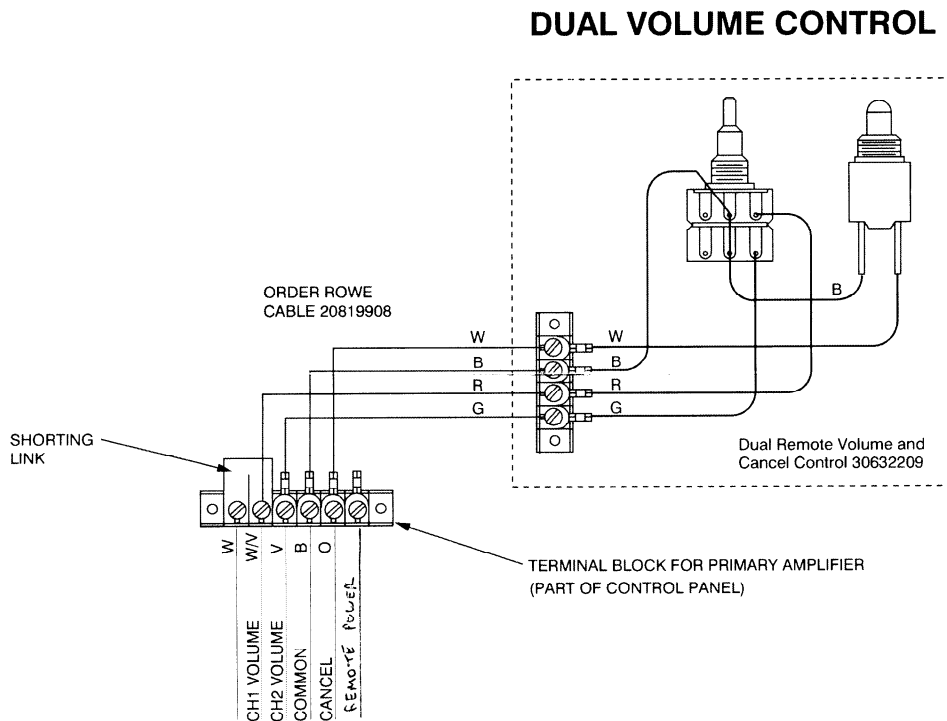 DUAL VOLUME CONTROL
ORDER ROWE
CABLE 20819908
B
W
W
B
B
R
R
G
G
SHORTING
LINK
Dual Remote Volume and
Cancel Control 30632209
W
W/V
V
B
O
TERMINAL BLOCK FOR PRIMARY AMPLIFIER
(PART OF CONTROL PANEL)
CH1 VOLUME
CH2 VOLUME
COMMON
CANCEL
REMOTE POWER